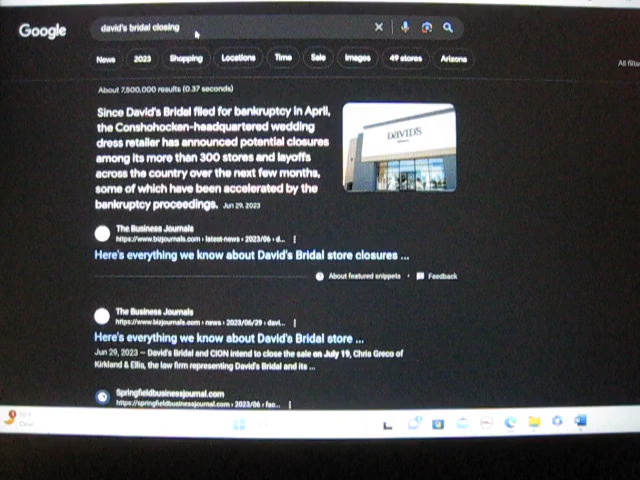 Google
david's bridal closing
News 2023 Shopping Locations Time Sale Images 49 stores Arizona
All filte
About 7,500,000 results (0.37 seconds)
Since David's Bridal filed for bankruptcy in April,
the Conshohocken-headquartered wedding
dress retailer has announced potential closures
among its more than 300 stores and layoffs
across the country over the next few months,
some of which have been accelerated by the
bankruptcy proceedings. Jun 29, 2023
DAVID'S
The Business Journals
https://www.bizjournals.com › latest-news › 2023/06 › d...
Here's everything we know about David's Bridal store closures ...
About featured snippets • Feedback
The Business Journals
https://www.bizjournals.com › news › 2023/06/29 › davi...
Here's everything we know about David's Bridal store ...
Jun 29, 2023 — David's Bridal and CION intend to close the sale on July 19, Chris Greco of
Kirkland & Ellis, the law firm representing David's Bridal and its ...
Springfieldbusinessjournal.com
https://springfieldbusinessjournal.com › 2023/06 › fac...
Clear